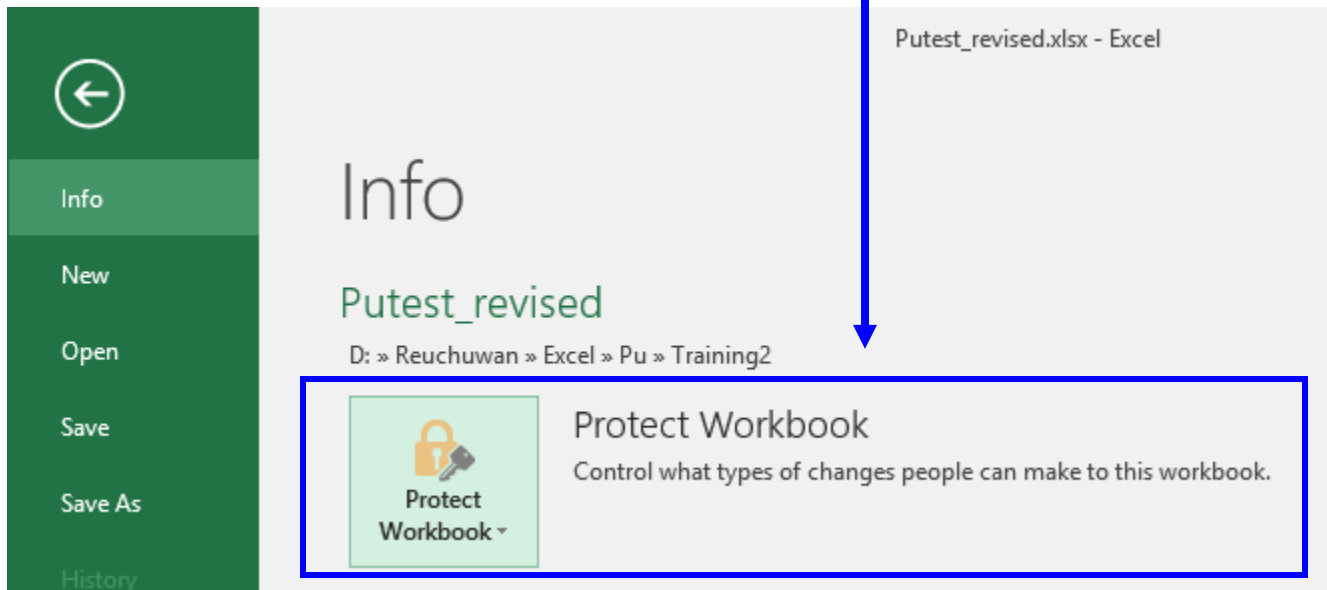 Putest_revised.xlsx - Excel
Info
New
Open
Save
Save As
History
Info
Putest_revised
D: » Reuchuwan » Excel » Pu » Training2
Protect
Workbook
Protect Workbook
Control what types of changes people can make to this workbook.